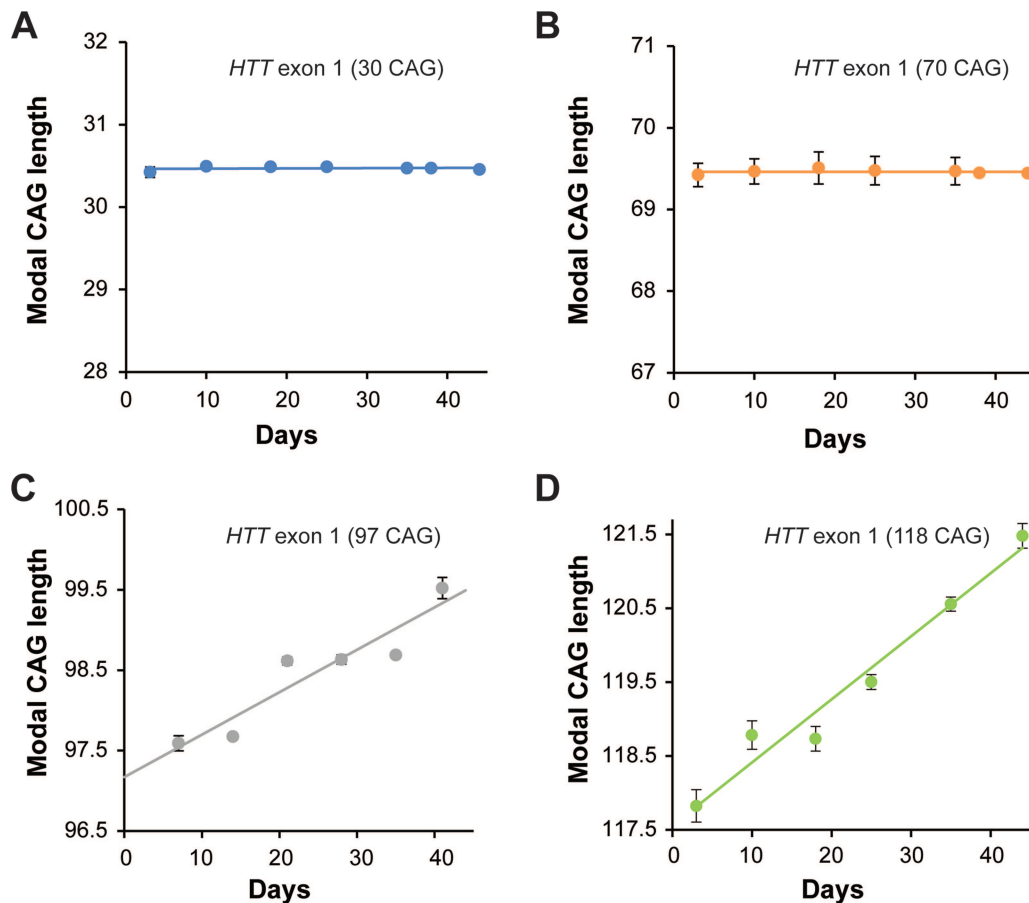 A
HTT exon 1 (30 CAG)
Modal CAG length
32
31
30
29
28
0 10 20 30 40
Days
B
HTT exon 1 (70 CAG)
Modal CAG length
71
70
69
68
67
0 10 20 30 40
Days
C
HTT exon 1 (97 CAG)
Modal CAG length
100.5
99.5
98.5
97.5
96.5
0 10 20 30 40
Days
D
HTT exon 1 (118 CAG)
Modal CAG length
121.5
120.5
119.5
118.5
117.5
0 10 20 30 40
Days